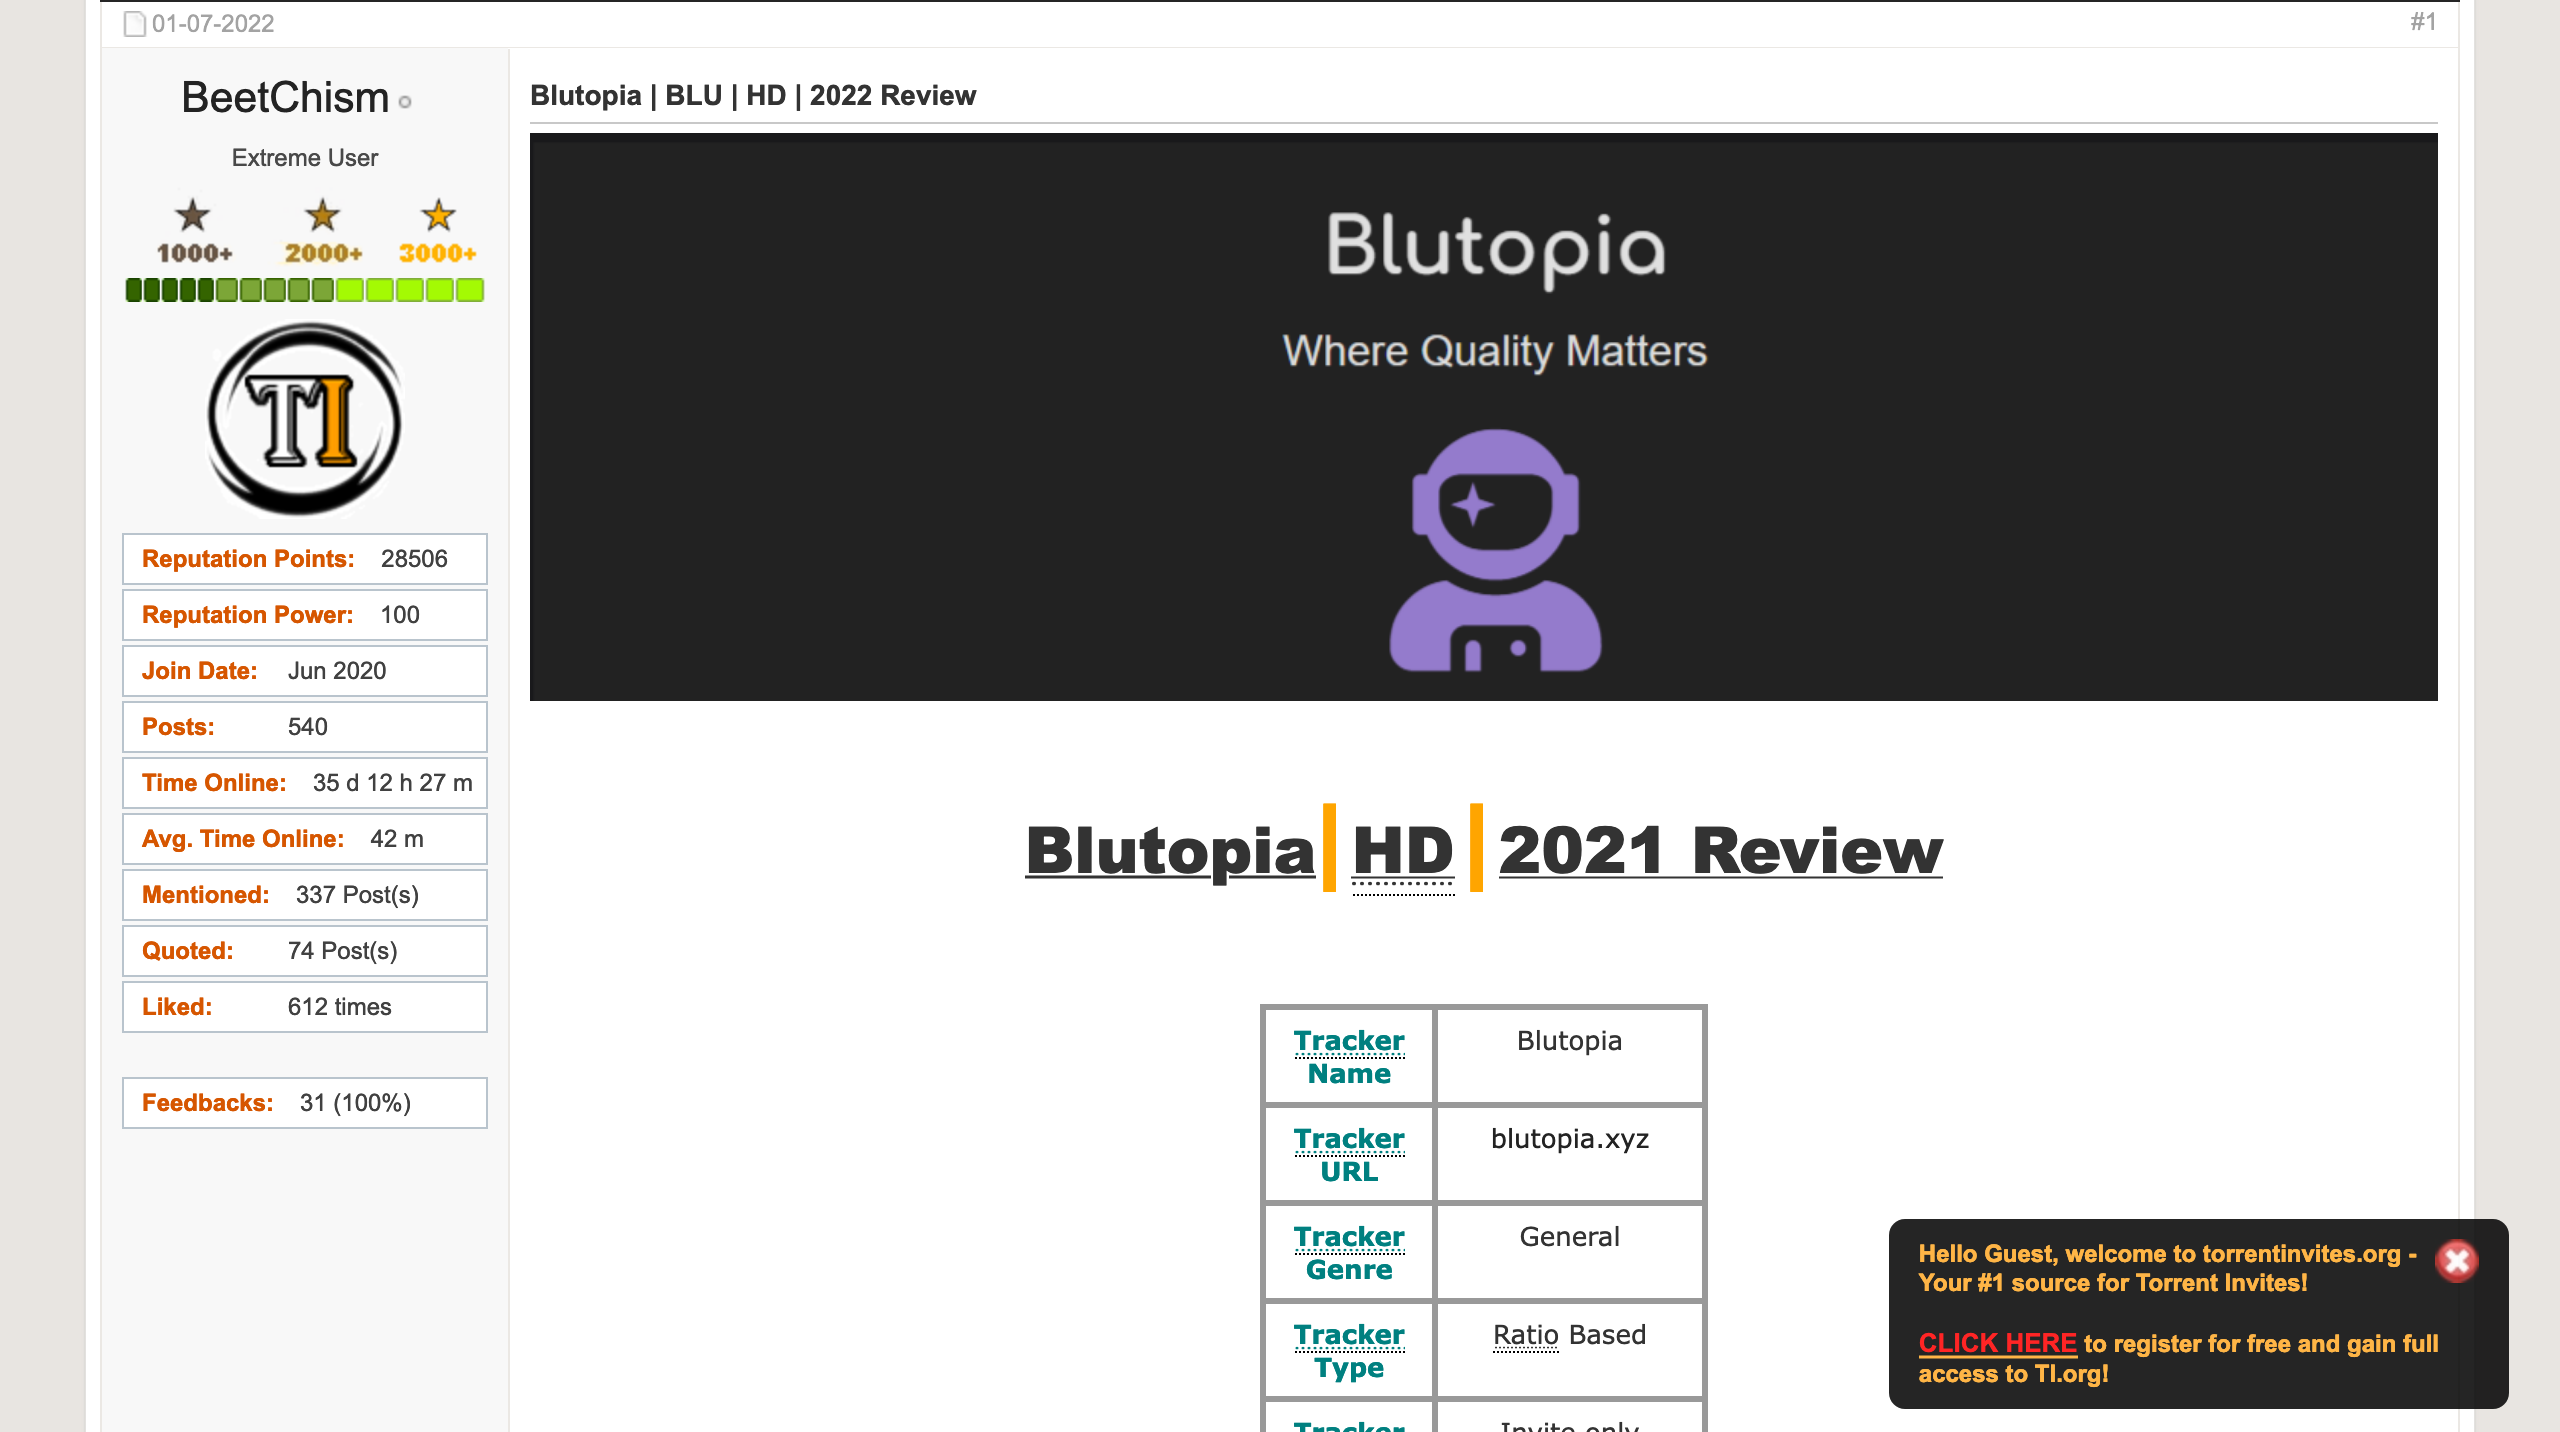 01-07-2022
#1
BeetChism
Extreme User
1000+ 2000+ 3000+
TI
Reputation Points: 28506
Reputation Power: 100
Join Date: Jun 2020
Posts: 540
Time Online: 35 d 12 h 27 m
Avg. Time Online: 42 m
Mentioned: 337 Post(s)
Quoted: 74 Post(s)
Liked: 612 times
Feedbacks: 31 (100%)
Blutopia | BLU | HD | 2022 Review
Blutopia
Where Quality Matters
Blutopia | HD | 2021 Review
Tracker Name
Blutopia
Tracker URL
blutopia.xyz
Tracker Genre
General
Tracker Type
Ratio Based
Tracker
Invite only
Hello Guest, welcome to torrentinvites.org -
Your #1 source for Torrent Invites!
CLICK HERE to register for free and gain full
access to TI.org!